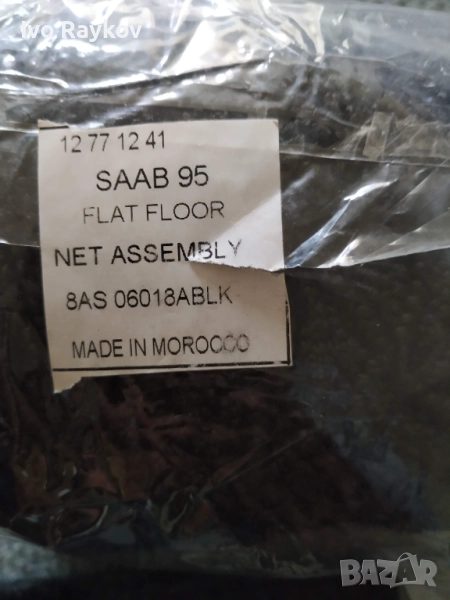 Ivo Raykov
12 77 12 41
SAAB 95
FLAT FLOOR
NET ASSEMBLY
8AS 06018ABLK
MADE IN MOROCCO
BAZAR